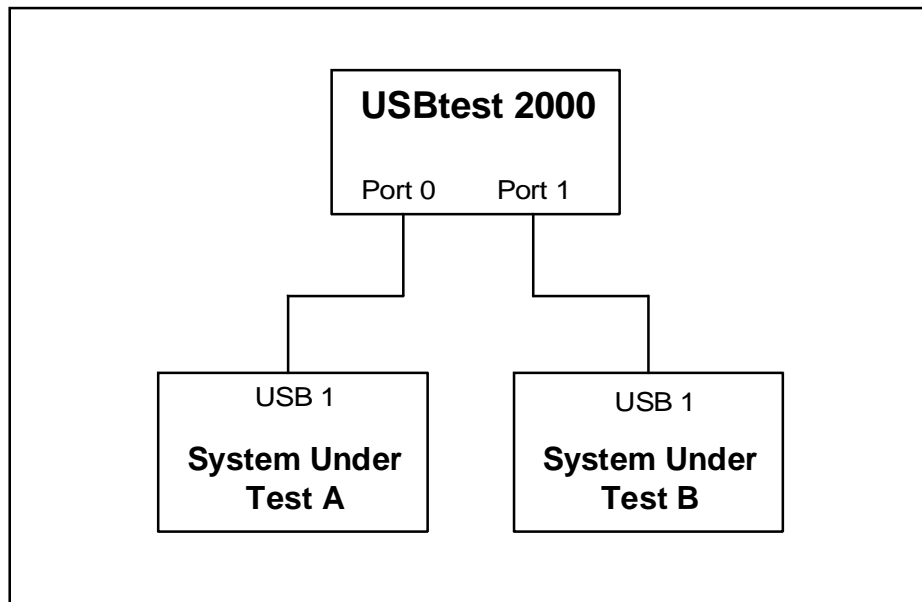 USBtest 2000
Port 0 Port 1
USB 1
System Under
Test A
USB 1
System Under
Test B